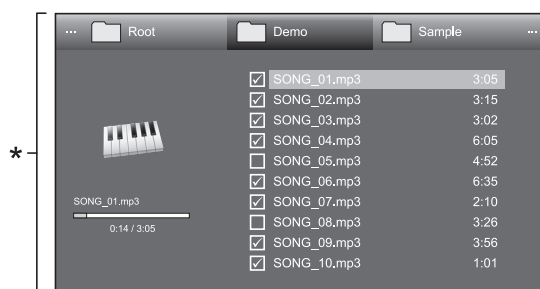 ... Root Demo Sample ...
SONG_01.mp3 3:05
SONG_02.mp3 3:15
SONG_03.mp3 3:02
SONG_04.mp3 6:05
SONG_05.mp3 4:52
SONG_06.mp3 6:35
SONG_07.mp3 2:10
SONG_08.mp3 3:26
SONG_09.mp3 3:56
SONG_10.mp3 1:01
*
SONG_01.mp3
0:14 / 3:05